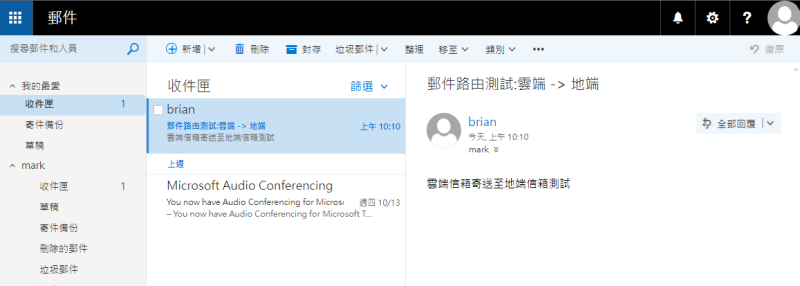 郵件
?
搜尋郵件和人員
新增
刪除
封存
垃圾郵件
整理
移至
類別
•••
復原
我的最愛
收件匣 1
寄件備份
草稿
mark
收件匣 1
草稿
寄件備份
刪除的郵件
垃圾郵件
收件匣
篩選
brian
郵件路由測試:雲端 -> 地端 上午 10:10
雲端信箱寄送至地端信箱測試
上週
Microsoft Audio Conferencing
You now have Audio Conferencing for Microsoft 週四 10/13
– You now have Audio Conferencing for Microsoft T...
郵件路由測試:雲端 -> 地端
brian
今天, 上午 10:10
mark
全部回覆
雲端信箱寄送至地端信箱測試